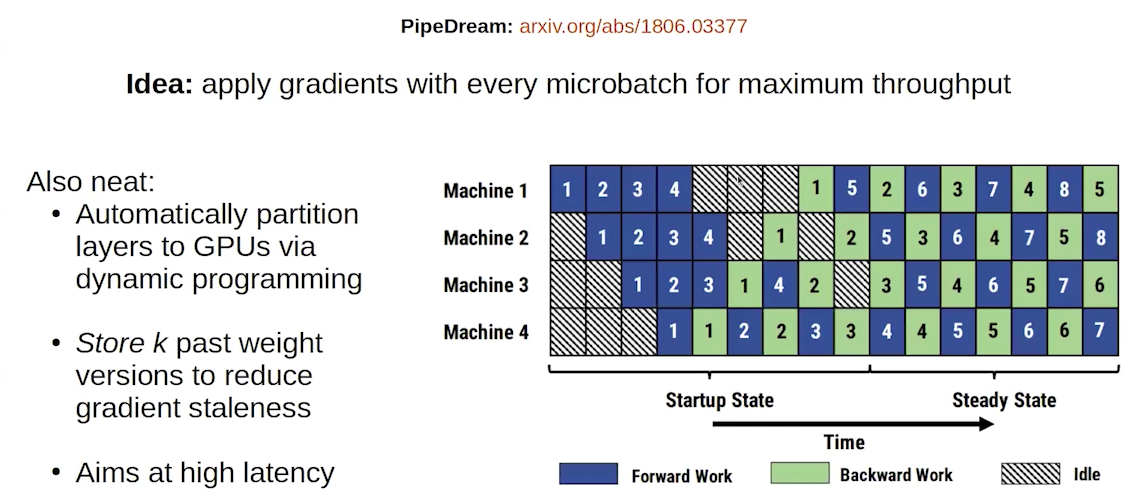 PipeDream: arxiv.org/abs/1806.03377
Idea: apply gradients with every microbatch for maximum throughput
Also neat:
• Automatically partition
layers to GPUs via
dynamic programming
• Store k past weight
versions to reduce
gradient staleness
• Aims at high latency
Machine 1 1 2 3 4 1 5 2 6 3 7 4 8 5
Machine 2 1 2 3 4 1 2 5 3 6 4 7 5 8
Machine 3 1 2 3 1 4 2 3 5 4 6 5 7 6
Machine 4 1 1 2 2 3 3 4 4 5 5 6 6 7
Startup State Steady State
Time
Forward Work Backward Work Idle